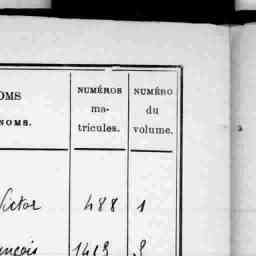 OMS
NOMS.
NUMÉROS
ma-
tricules.
NUMÉRO
du
volume.
Victor 488 1